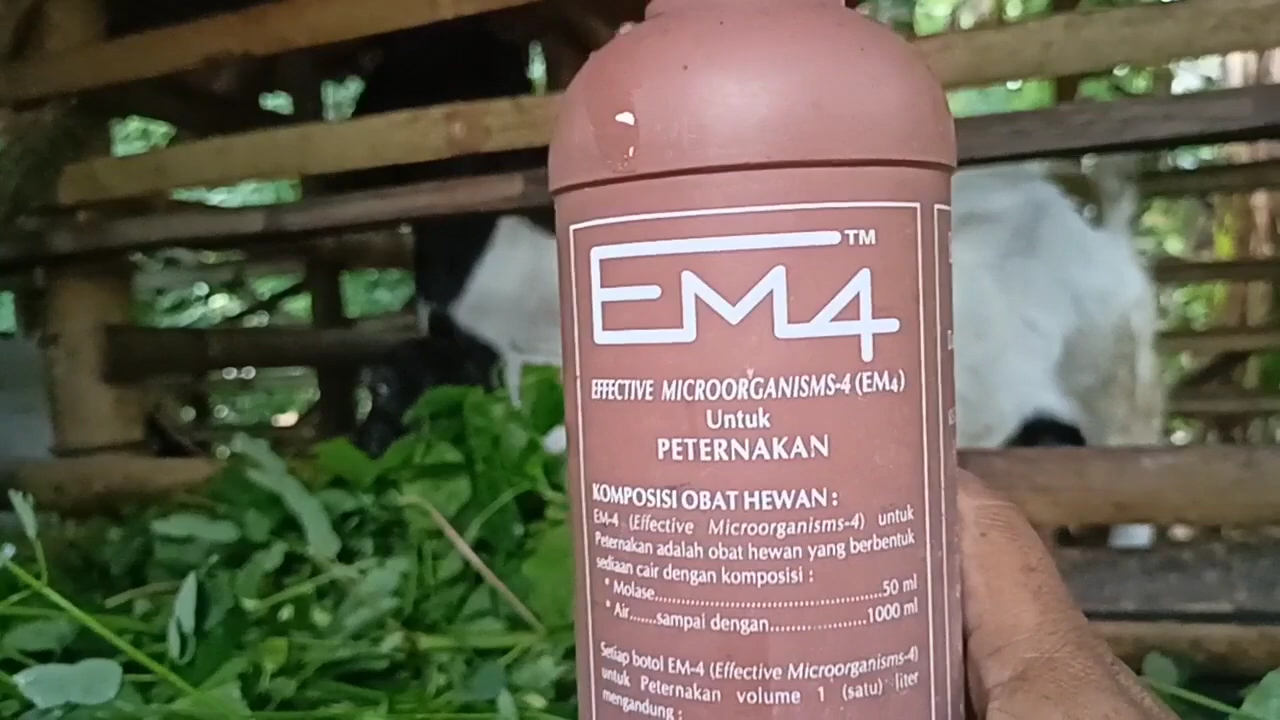 EM4™
EFFECTIVE MICROORGANISMS-4 (EM4)
Untuk
PETERNAKAN
KOMPOSISI OBAT HEWAN :
EM-4 (Effective Microorganisms-4) untuk
Peternakan adalah obat hewan yang berbentuk
sediaan cair dengan komposisi :
* Molase..........................................50 ml
* Air.......sampai dengan..................1000 ml
Setiap botol EM-4 (Effective Microorganisms-4)
untuk Peternakan volume 1 (satu) liter
mengandung :